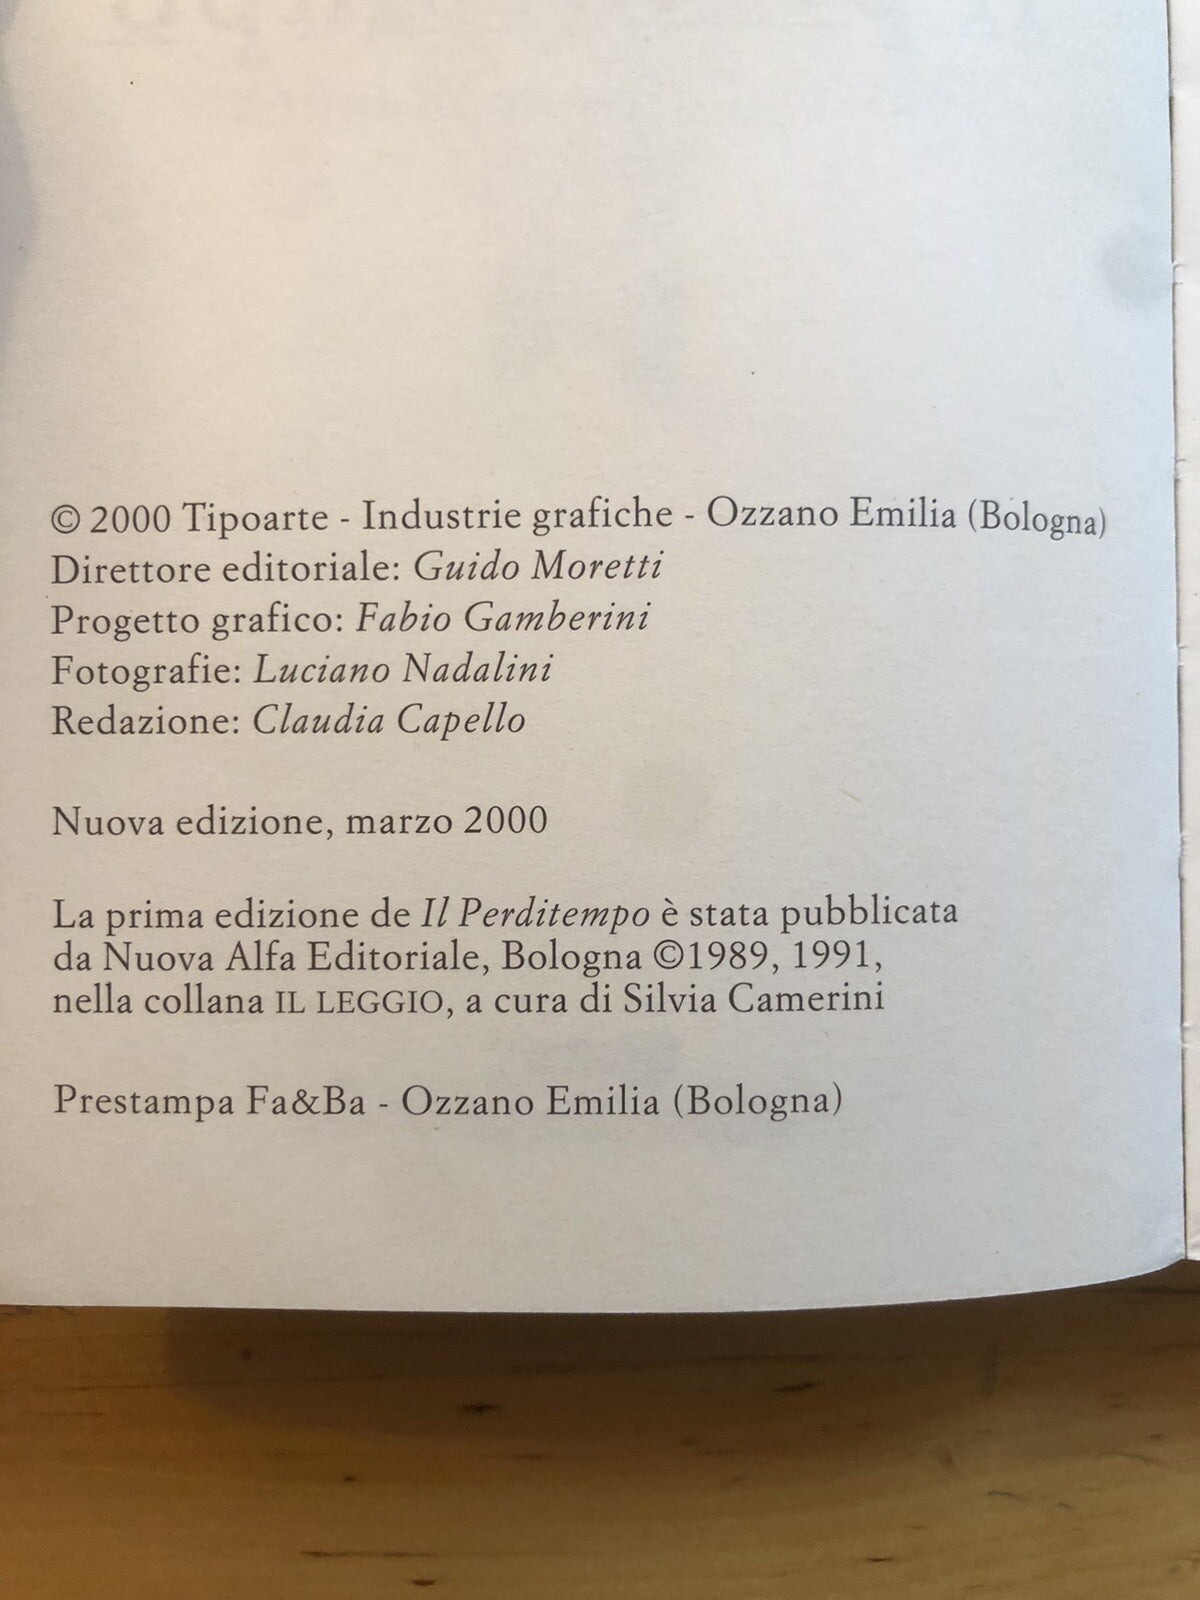 © 2000 Tipoarte - Industrie grafiche - Ozzano Emilia (Bologna)
Direttore editoriale: Guido Moretti
Progetto grafico: Fabio Gamberini
Fotografie: Luciano Nadalini
Redazione: Claudia Capello
Nuova edizione, marzo 2000
La prima edizione de Il Perditempo è stata pubblicata
da Nuova Alfa Editoriale, Bologna ©1989, 1991,
nella collana IL LEGGIO, a cura di Silvia Camerini
Prestampa Fa&Ba - Ozzano Emilia (Bologna)